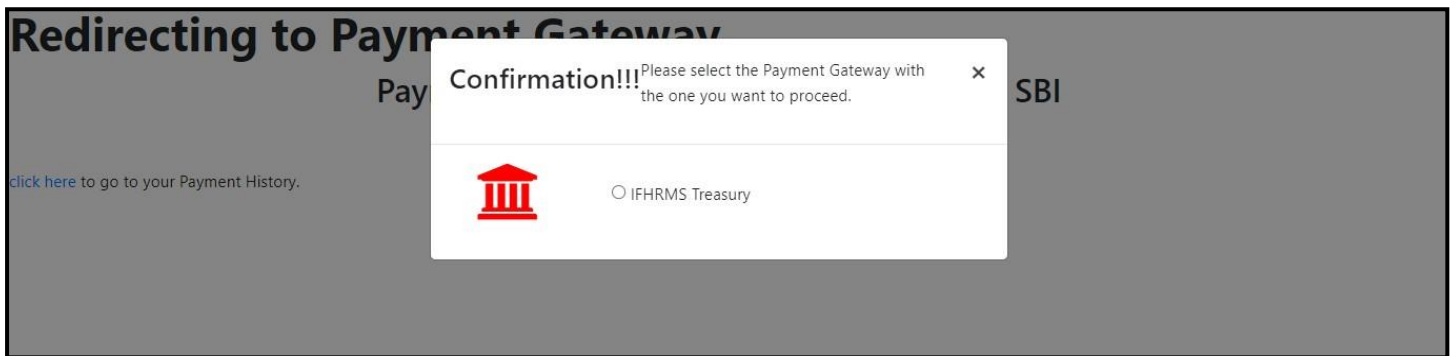 Redirecting to Payment Gateway
Confirmation!!!
Please select the Payment Gateway with
the one you want to proceed.
×
Pay
SBI
click here to go to your Payment History.
IFHRMS Treasury